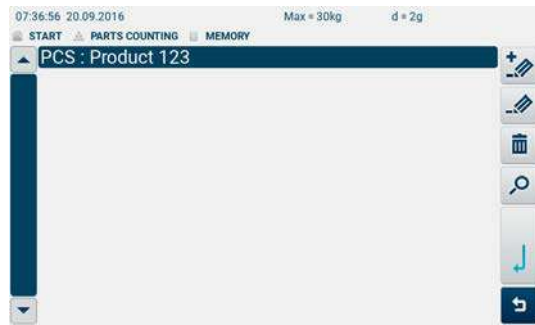 07:36:56 20.09.2016 Max = 30kg d = 2g
START PARTS COUNTING MEMORY
PCS : Product 123